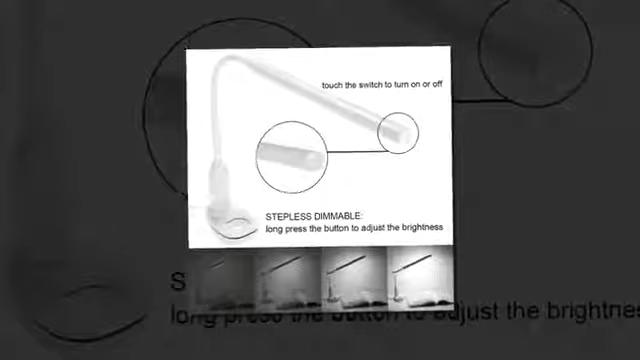 touch the switch to turn on or off
STEPLESS DIMMABLE:
long press the button to adjust the brightness
S
long press the button to adjust the brightne